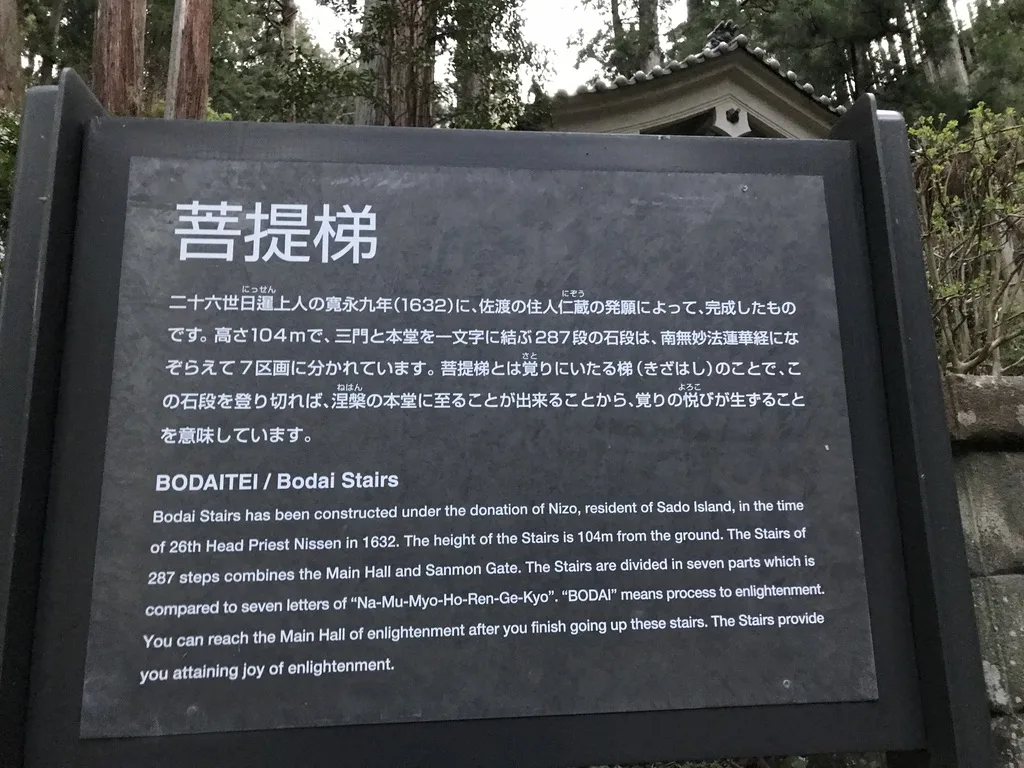 菩提梯
にっせん にぞう
二十六世日暹上人の寛永九年（1632）に、佐渡の住人仁蔵の発願によって、完成したもの
です。高さ104mで、三門と本堂を一文字に結ぶ287段の石段は、南無妙法蓮華経にな
さと
ぞらえて7区画に分かれています。菩提梯とは覚りにいたる梯（きざはし）のことで、こ
ねはん よろこ
の石段を登り切れば、涅槃の本堂に至ることが出来ることから、覚りの悦びが生ずること
を意味しています。
BODAITEI / Bodai Stairs
Bodai Stairs has been constructed under the donation of Nizo, resident of Sado Island, in the time
of 26th Head Priest Nissen in 1632. The height of the Stairs is 104m from the ground. The Stairs of
287 steps combines the Main Hall and Sanmon Gate. The Stairs are divided in seven parts which is
compared to seven letters of “Na-Mu-Myo-Ho-Ren-Ge-Kyo”. “BODAI” means process to enlightenment.
You can reach the Main Hall of enlightenment after you finish going up these stairs. The Stairs provide
you attaining joy of enlightenment.